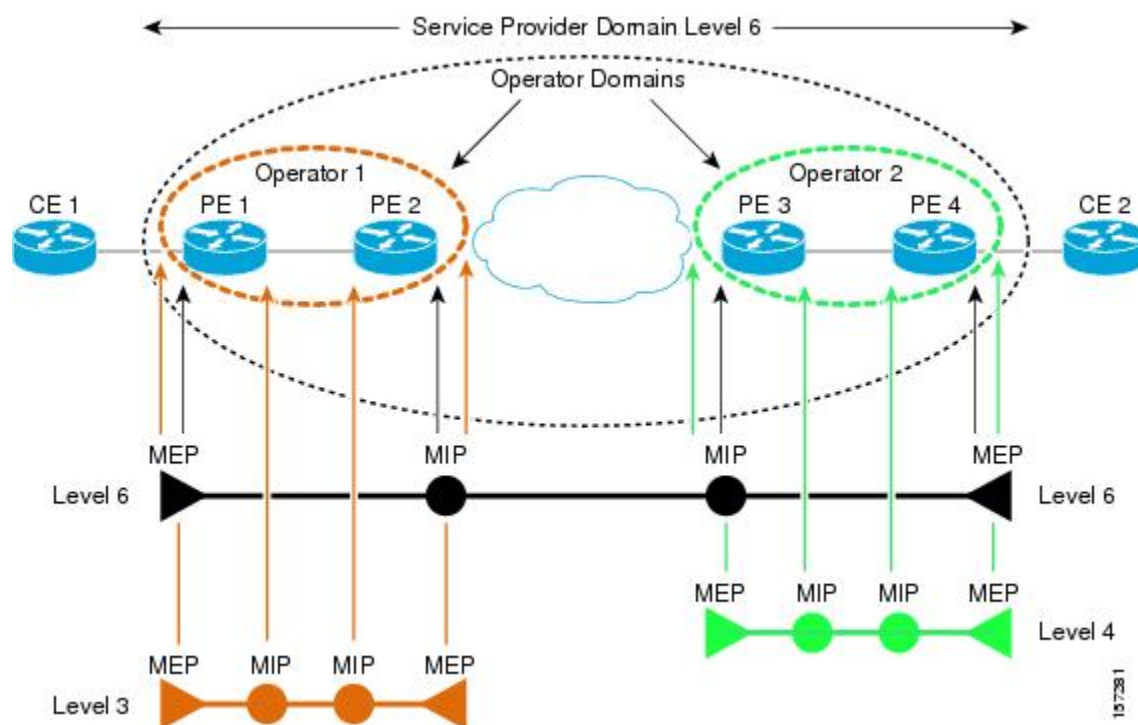 Service Provider Domain Level 6
Operator Domains
Operator 1
Operator 2
CE 1
PE 1
PE 2
PE 3
PE 4
CE 2
MEP
MIP
MIP
MEP
Level 6
Level 6
MEP
MIP
MIP
MEP
Level 4
MEP
MIP
MIP
MEP
Level 3
157281